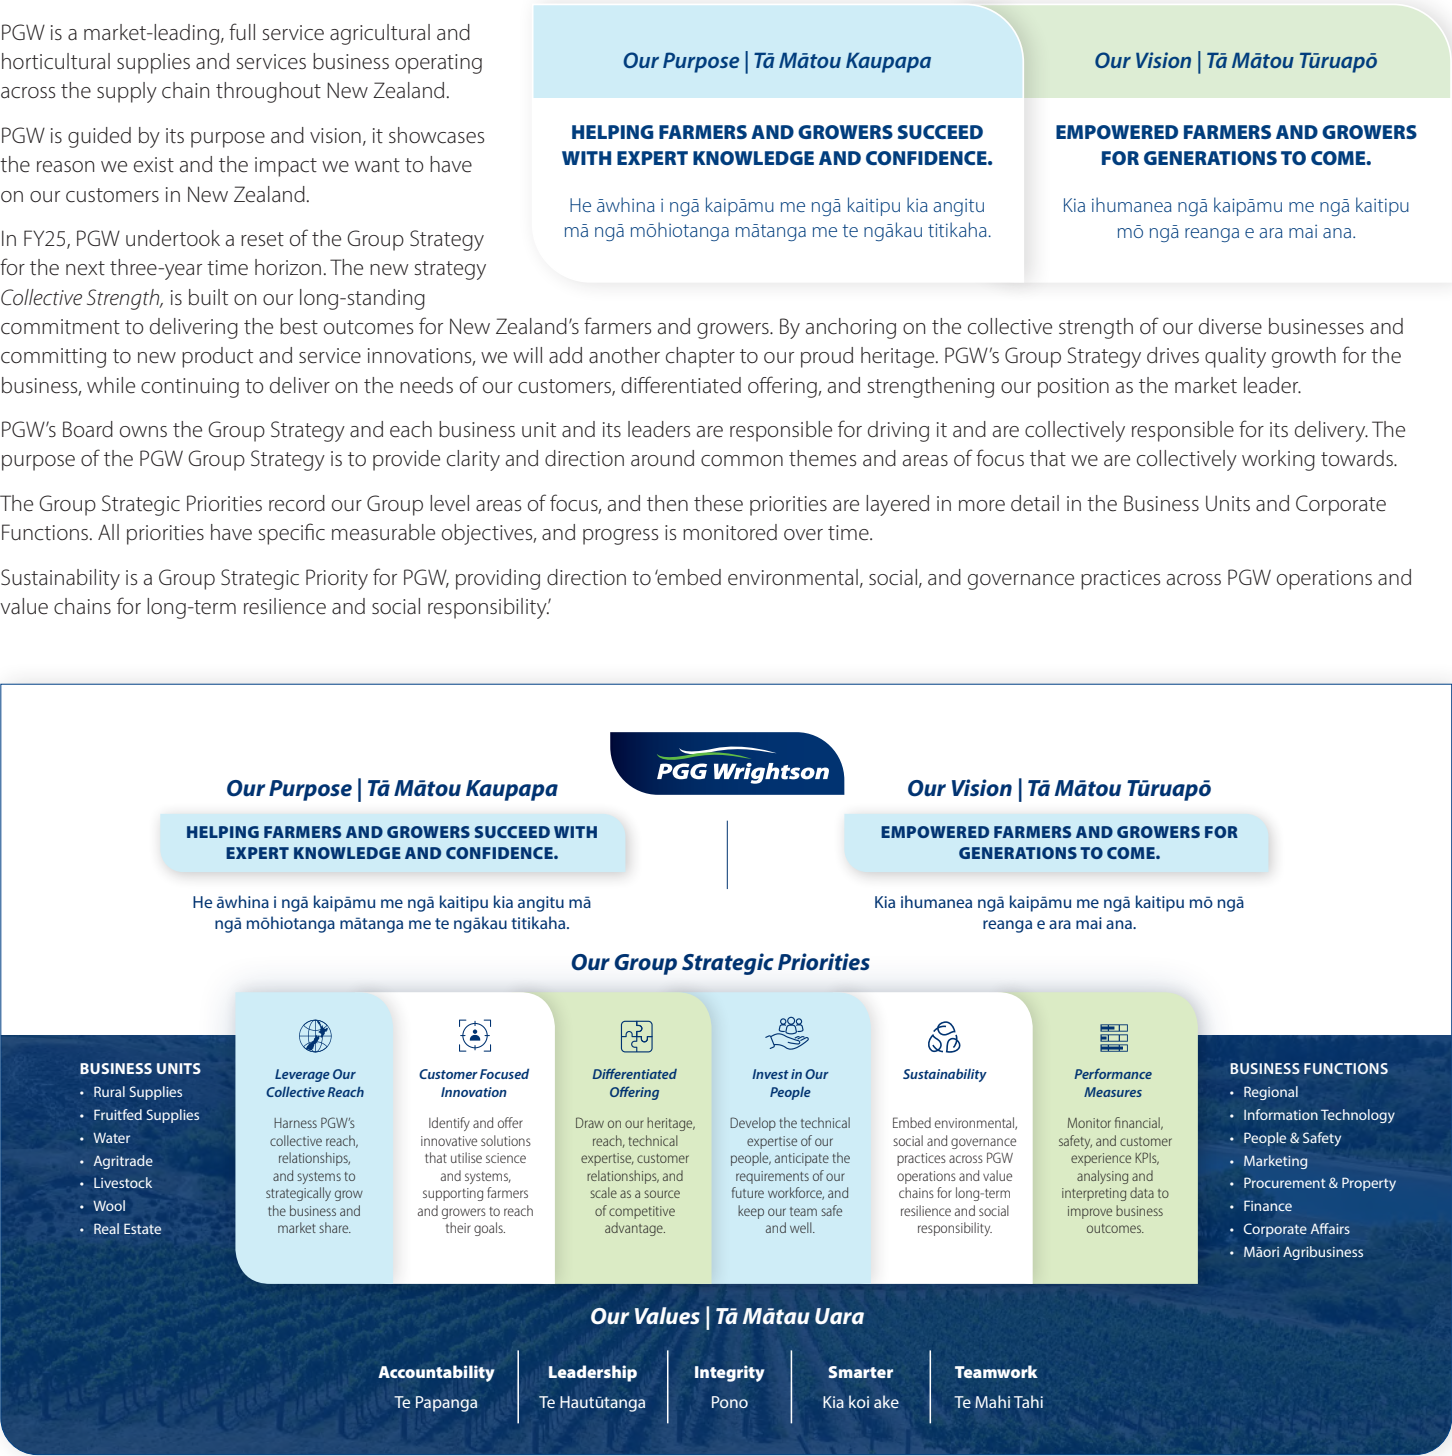 PGW is a market-leading, full service agricultural and
horticultural supplies and services business operating
across the supply chain throughout New Zealand.
PGW is guided by its purpose and vision, it showcases
the reason we exist and the impact we want to have
on our customers in New Zealand.
In FY25, PGW undertook a reset of the Group Strategy
for the next three-year time horizon. The new strategy
Collective Strength, is built on our long-standing
commitment to delivering the best outcomes for New Zealand’s farmers and growers. By anchoring on the collective strength of our diverse businesses and
committing to new product and service innovations, we will add another chapter to our proud heritage. PGW’s Group Strategy drives quality growth for the
business, while continuing to deliver on the needs of our customers, differentiated offering, and strengthening our position as the market leader.
Our Purpose | Tā Mātou Kaupapa
HELPING FARMERS AND GROWERS SUCCEED
WITH EXPERT KNOWLEDGE AND CONFIDENCE.
He āwhina i ngā kaipāmu me ngā kaitipu kia angitu
mā ngā mōhiotanga mātanga me te ngākau titikaha.
Our Vision | Tā Mātou Tūruapō
EMPOWERED FARMERS AND GROWERS
FOR GENERATIONS TO COME.
Kia ihumanea ngā kaipāmu me ngā kaitipu
mō ngā reanga e ara mai ana.
PGW’s Board owns the Group Strategy and each business unit and its leaders are responsible for driving it and are collectively responsible for its delivery. The
purpose of the PGW Group Strategy is to provide clarity and direction around common themes and areas of focus that we are collectively working towards.
The Group Strategic Priorities record our Group level areas of focus, and then these priorities are layered in more detail in the Business Units and Corporate
Functions. All priorities have specific measurable objectives, and progress is monitored over time.
Sustainability is a Group Strategic Priority for PGW, providing direction to ‘embed environmental, social, and governance practices across PGW operations and
value chains for long-term resilience and social responsibility.’
PGG Wrightson
Our Purpose | Tā Mātou Kaupapa
HELPING FARMERS AND GROWERS SUCCEED WITH
EXPERT KNOWLEDGE AND CONFIDENCE.
He āwhina i ngā kaipāmu me ngā kaitipu kia angitu mā
ngā mōhiotanga mātanga me te ngākau titikaha.
Our Vision | Tā Mātou Tūruapō
EMPOWERED FARMERS AND GROWERS FOR
GENERATIONS TO COME.
Kia ihumanea ngā kaipāmu me ngā kaitipu mō ngā
reanga e ara mai ana.
Our Group Strategic Priorities
BUSINESS UNITS
• Rural Supplies
• Fruitfed Supplies
• Water
• Agritrade
• Livestock
• Wool
• Real Estate
Leverage Our
Collective Reach
Harness PGW’s
collective reach,
relationships,
and systems to
strategically grow
the business and
market share.
Customer Focused
Innovation
Identify and offer
innovative solutions
that utilise science
and systems,
supporting farmers
and growers to reach
their goals.
Differentiated
Offering
Draw on our heritage,
reach, technical
expertise, customer
relationships, and
scale as a source
of competitive
advantage.
Invest in Our
People
Develop the technical
expertise of our
people, anticipate the
requirements of our
future workforce, and
keep our team safe
and well.
Sustainability
Embed environmental,
social and governance
practices across PGW
operations and value
chains for long-term
resilience and social
responsibility.
Performance
Measures
Monitor financial,
safety, and customer
experience KPIs,
analysing and
interpreting data to
improve business
outcomes.
BUSINESS FUNCTIONS
• Regional
• Information Technology
• People & Safety
• Marketing
• Procurement & Property
• Finance
• Corporate Affairs
• Māori Agribusiness
Our Values | Tā Mātau Uara
Accountability
Te Papanga
Leadership
Te Hautūtanga
Integrity
Pono
Smarter
Kia koi ake
Teamwork
Te Mahi Tahi